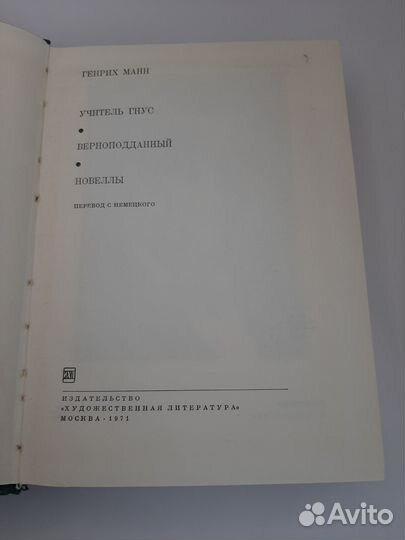 ГЕНРИХ МАНН
УЧИТЕЛЬ ГНУС
•
ВЕРНОПОДДАННЫЙ
•
НОВЕЛЛЫ
ПЕРЕВОД С НЕМЕЦКОГО
ИЗДАТЕЛЬСТВО
«ХУДОЖЕСТВЕННАЯ ЛИТЕРАТУРА»
МОСКВА · 1971
Avito